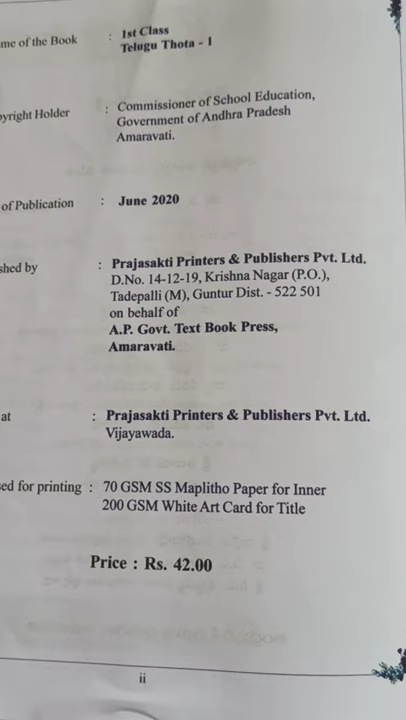 me of the Book : 1st Class
Telugu Thota - I
pyright Holder : Commissioner of School Education,
Government of Andhra Pradesh
Amaravati.
of Publication : June 2020
shed by : Prajasakti Printers & Publishers Pvt. Ltd.
D.No. 14-12-19, Krishna Nagar (P.O.),
Tadepalli (M), Guntur Dist. - 522 501
on behalf of
A.P. Govt. Text Book Press,
Amaravati.
at : Prajasakti Printers & Publishers Pvt. Ltd.
Vijayawada.
ed for printing : 70 GSM SS Maplitho Paper for Inner
200 GSM White Art Card for Title
Price : Rs. 42.00
ii